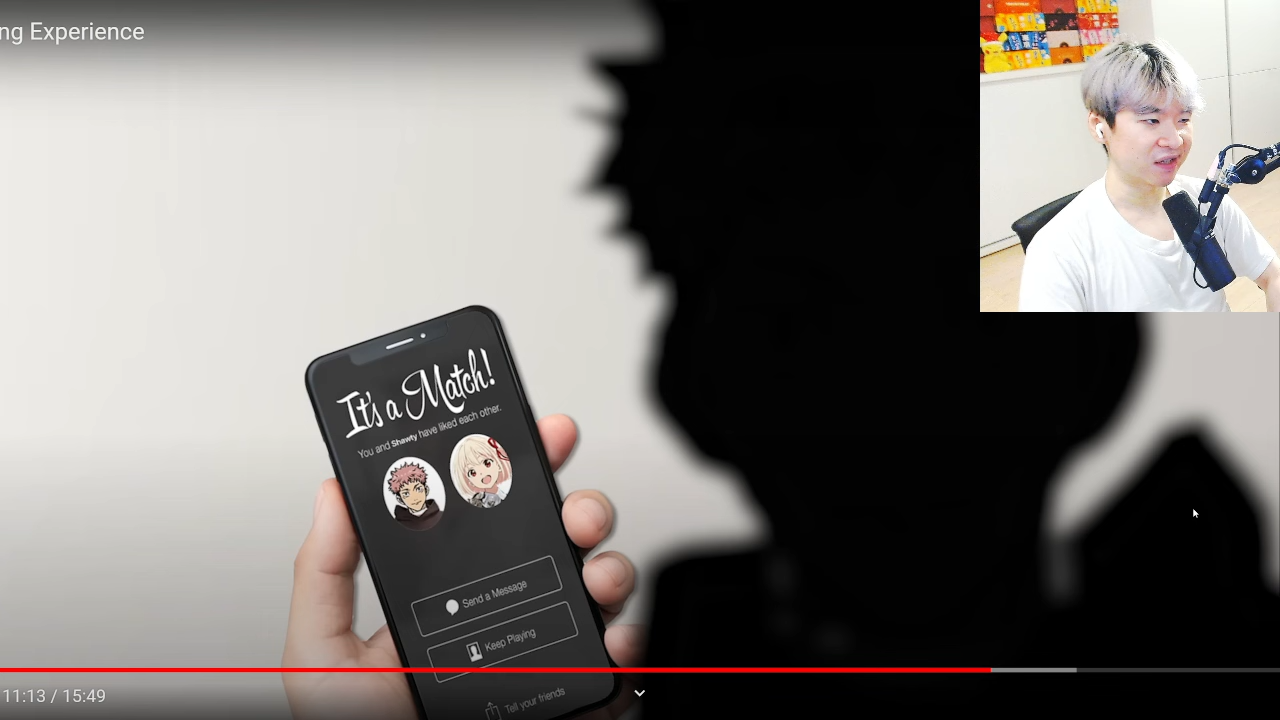 ng Experience
It's a Match!
You and Shawty have liked each other.
Send a Message
Keep Playing
Tell your friends
11:13 / 15:49